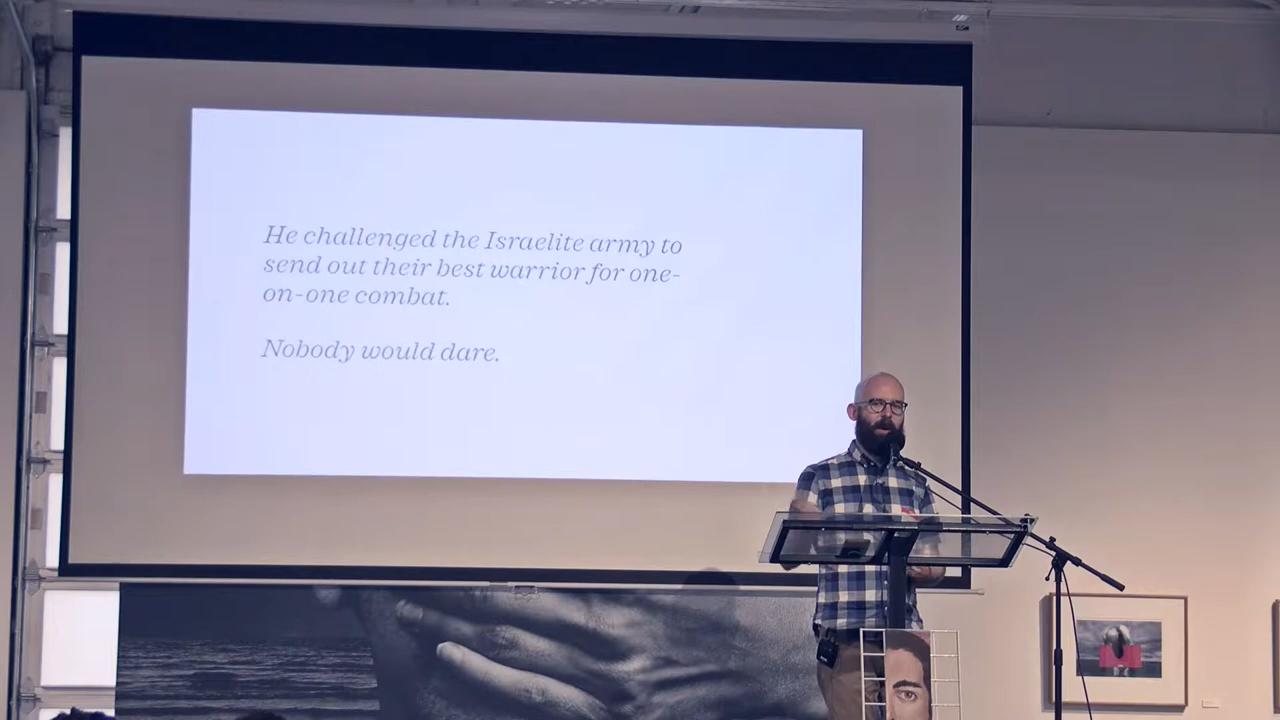 He challenged the Israelite army to
send out their best warrior for one-
on-one combat.
Nobody would dare.